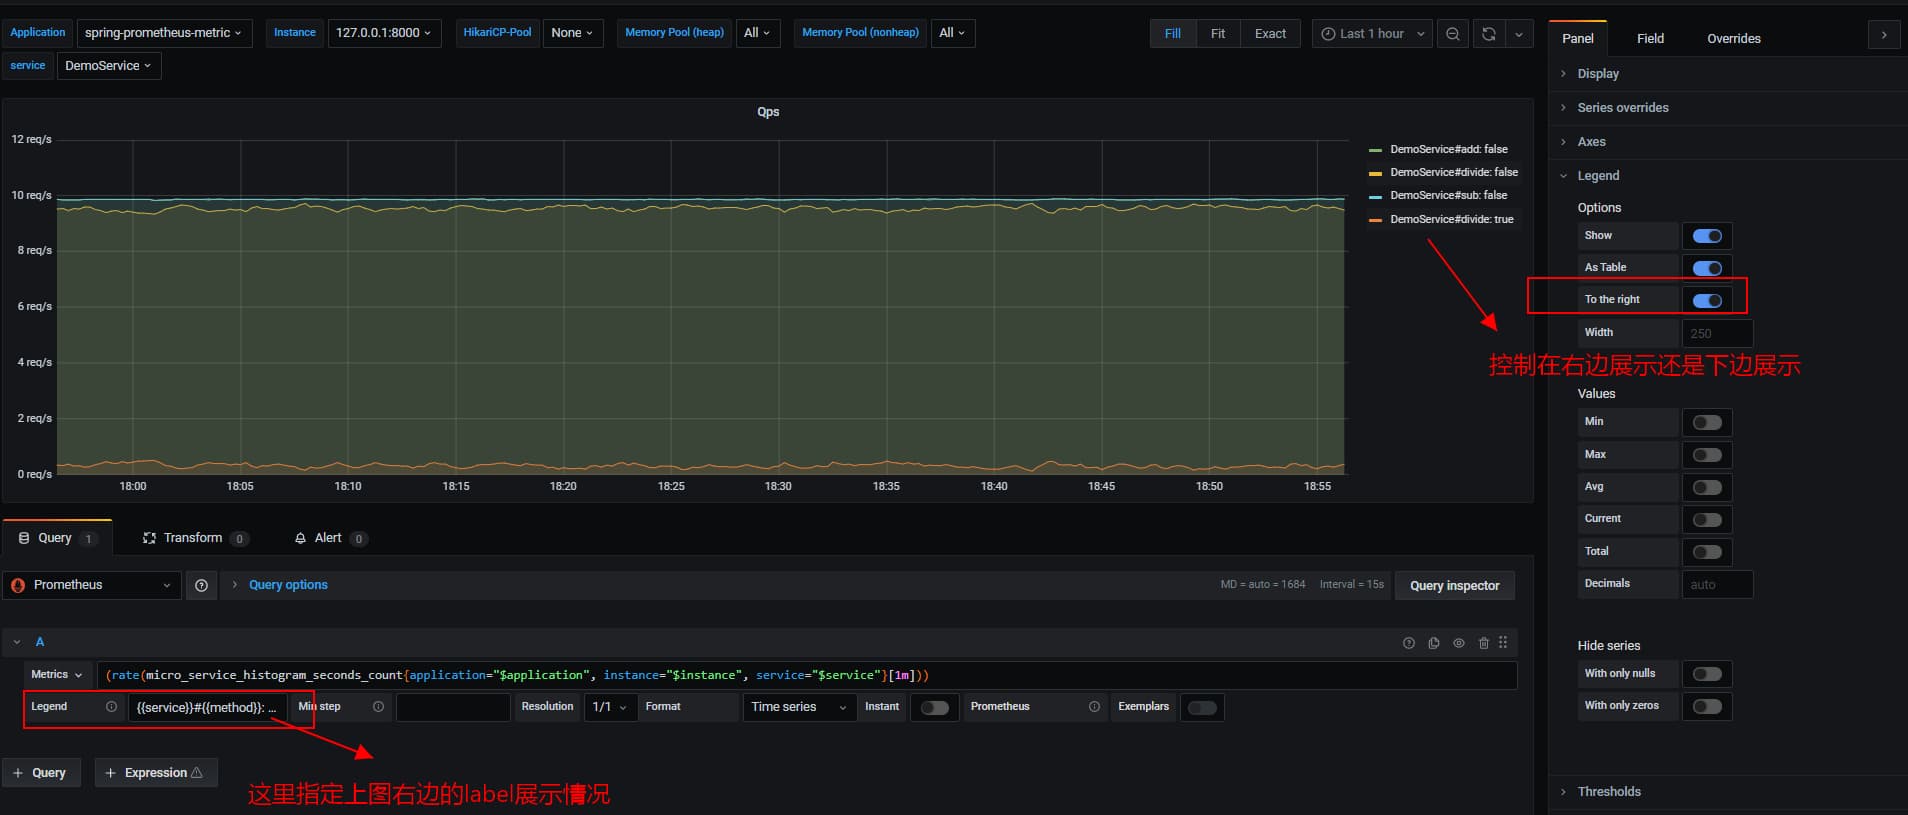 Application spring-prometheus-metric Instance 127.0.0.1:8000 HikariCP-Pool None Memory Pool (heap) All Memory Pool (nonheap) All Fill Fit Exact Last 1 hour
service DemoService
Qps
12 req/s
10 req/s
8 req/s
6 req/s
4 req/s
2 req/s
0 req/s
18:00 18:05 18:10 18:15 18:20 18:25 18:30 18:35 18:40 18:45 18:50 18:55
DemoService#add: false
DemoService#divide: false
DemoService#sub: false
DemoService#divide: true
Panel Field Overrides
Display
Series overrides
Axes
Legend
Options
Show
As Table
To the right
Width 250
控制在右边展示还是下边展示
Values
Min
Max
Avg
Current
Total
Decimals auto
Hide series
With only nulls
With only zeros
Thresholds
Query 1 Transform 0 Alert 0
Prometheus Query options MD = auto = 1684 Interval = 15s Query inspector
A
Metrics (rate(micro_service_histogram_seconds_count{application="$application", instance="$instance", service="$service"}[1m]))
Legend {{service}}#{{method}}: ... Min step Resolution 1/1 Format Time series Instant Prometheus Exemplars
+ Query + Expression
这里指定上图右边的label展示情况